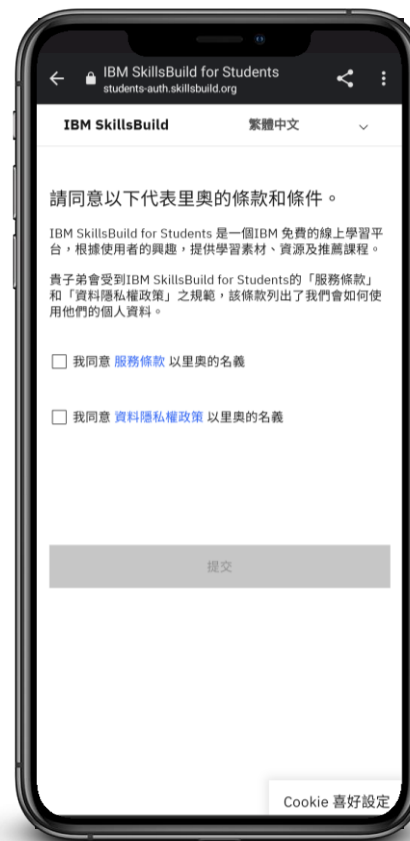 IBM SkillsBuild for Students
students-auth.skillsbuild.org
IBM SkillsBuild 繁體中文
請同意以下代表里奧的條款和條件。
IBM SkillsBuild for Students 是一個IBM 免費的線上學習平
台，根據使用者的興趣，提供學習素材、資源及推薦課程。
貴子弟會受到IBM SkillsBuild for Students的「服務條款」
和「資料隱私權政策」之規範，該條款列出了我們會如何使
用他們的個人資料。
我同意 服務條款 以里奧的名義
我同意 資料隱私權政策 以里奧的名義
提交
Cookie 喜好設定